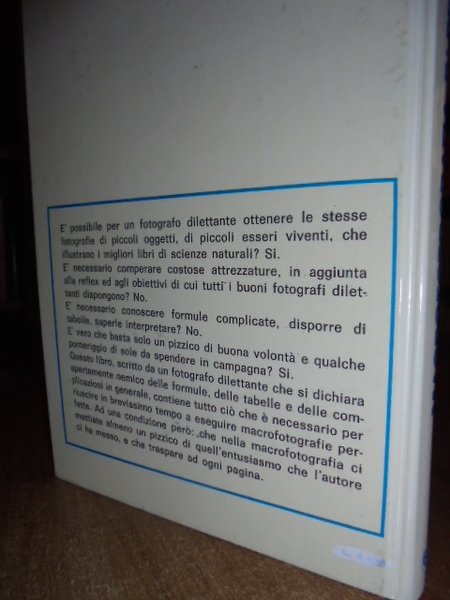 E' possibile per un fotografo dilettante ottenere le stesse
fotografie di piccoli oggetti, di piccoli esseri viventi, che
illustrano i migliori libri di scienze naturali? Si.
E' necessario comperare costose attrezzature, in aggiunta
alla reflex ed agli obiettivi di cui tutti i buoni fotografi dilet-
tanti dispongono? No.
E' necessario conoscere formule complicate, disporre di
tabelle, saperle interpretare? No.
E' vero che basta solo un pizzico di buona volontà e qualche
pomeriggio di sole da spendere in campagna? Si.
Questo libro, scritto da un fotografo dilettante che si dichiara
apertamente nemico delle formule, delle tabelle e delle com-
plicazioni in generale, contiene tutto ciò che è necessario per
riuscire in brevissimo tempo a eseguire macrofotografie per-
fette. Ad una condizione però: che nella macrofotografia ci
mettiate almeno un pizzico di quell'entusiasmo che l'autore
ci ha messo, e che traspare ad ogni pagina.